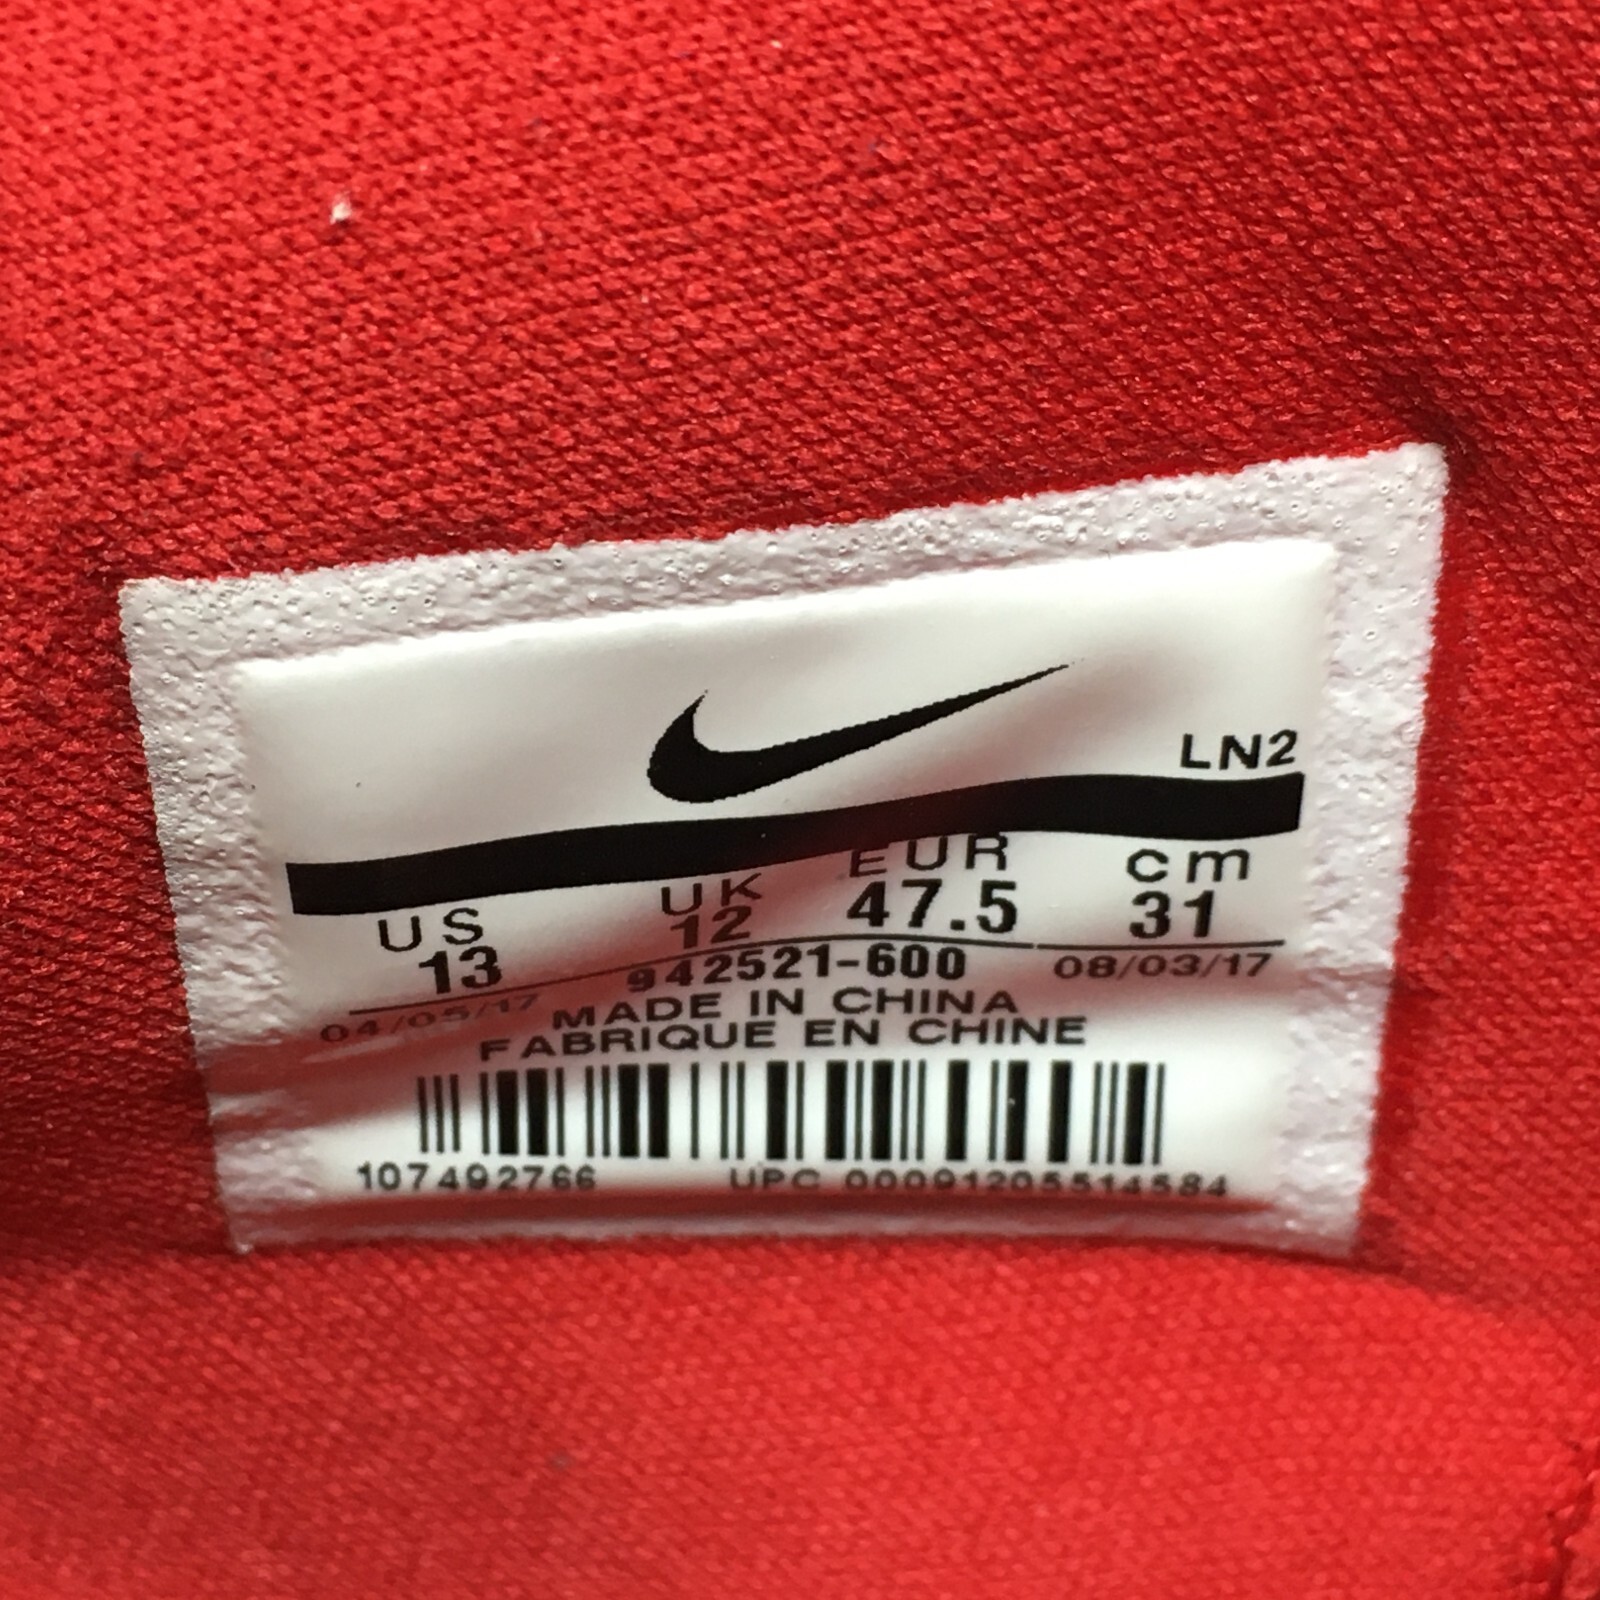 LN2
US UK EUR cm
13 12 47.5 31
04/05/17 942521-600 08/03/17
MADE IN CHINA
FABRIQUE EN CHINE
107492766 UPC 00091205514584